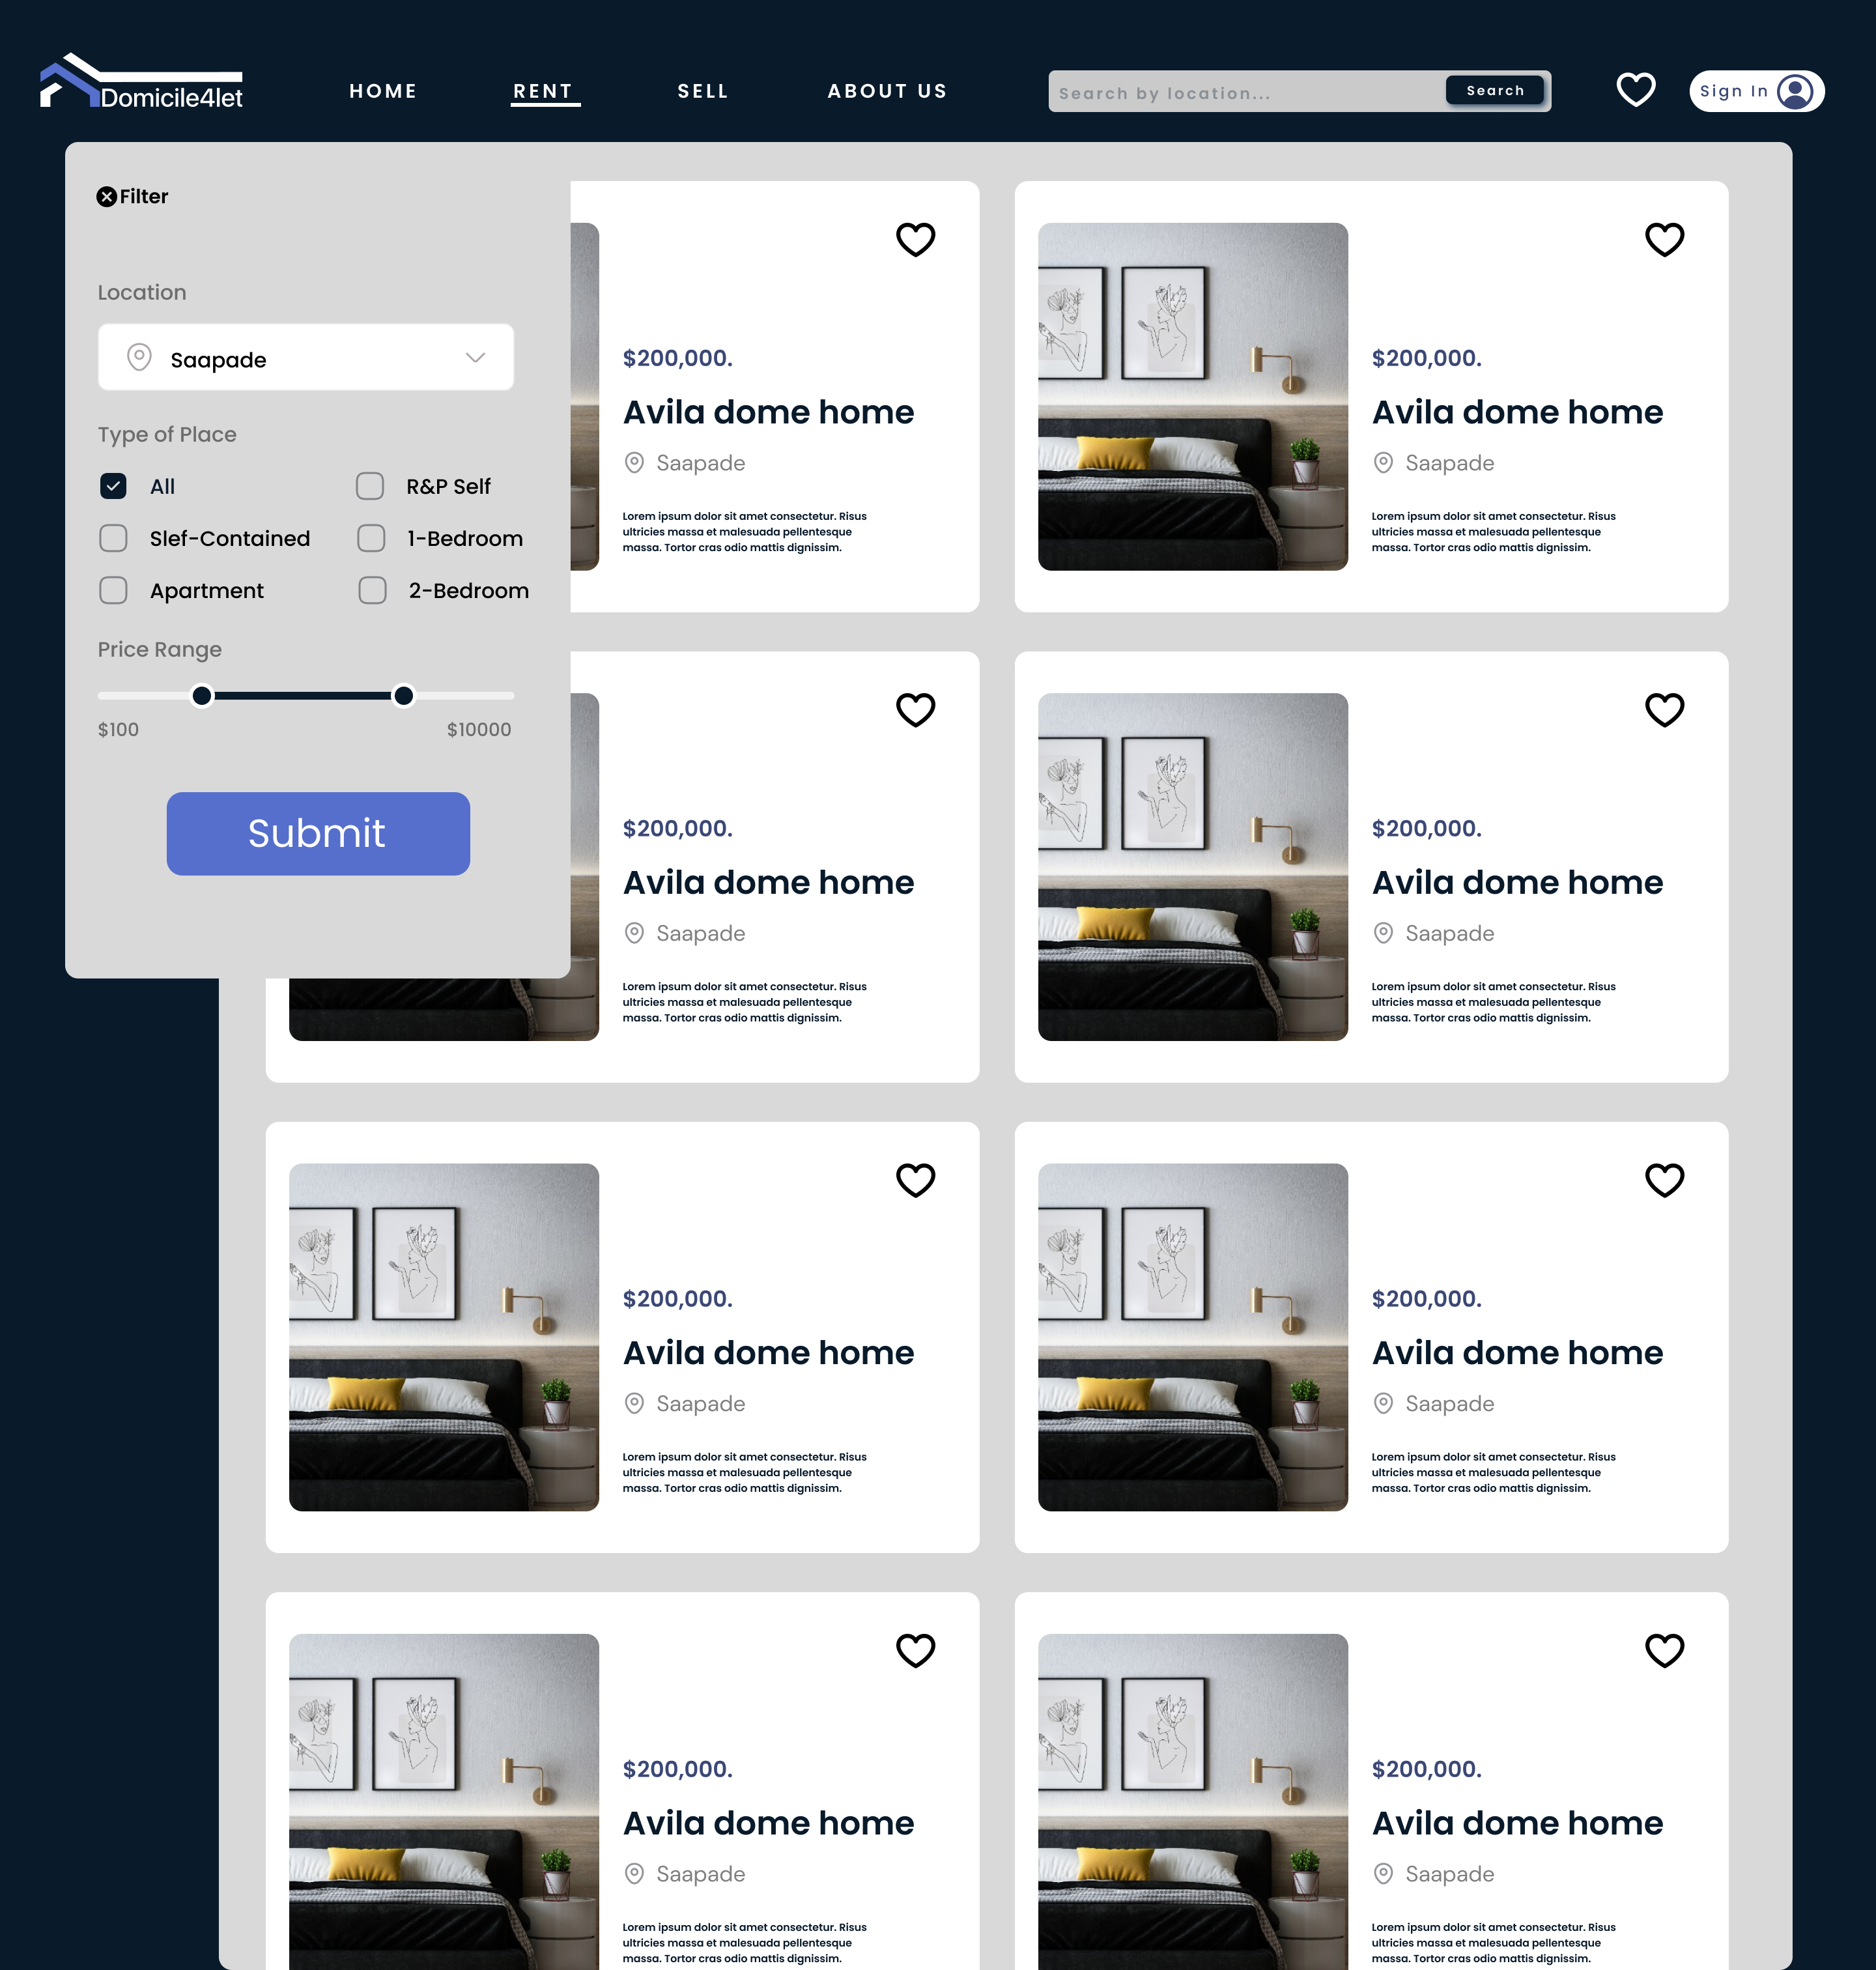 Domicile4let
HOME
RENT
SELL
ABOUT US
Search by location...
Search
Sign In
Filter
Location
Saapade
Type of Place
All
R&P Self
Slef-Contained
1-Bedroom
Apartment
2-Bedroom
Price Range
$100
$10000
Submit
$200,000.
Avila dome home
Saapade
Lorem ipsum dolor sit amet consectetur. Risus
ultricies massa et malesuada pellentesque
massa. Tortor cras odio mattis dignissim.
$200,000.
Avila dome home
Saapade
Lorem ipsum dolor sit amet consectetur. Risus
ultricies massa et malesuada pellentesque
massa. Tortor cras odio mattis dignissim.
$200,000.
Avila dome home
Saapade
Lorem ipsum dolor sit amet consectetur. Risus
ultricies massa et malesuada pellentesque
massa. Tortor cras odio mattis dignissim.
$200,000.
Avila dome home
Saapade
Lorem ipsum dolor sit amet consectetur. Risus
ultricies massa et malesuada pellentesque
massa. Tortor cras odio mattis dignissim.
$200,000.
Avila dome home
Saapade
Lorem ipsum dolor sit amet consectetur. Risus
ultricies massa et malesuada pellentesque
massa. Tortor cras odio mattis dignissim.
$200,000.
Avila dome home
Saapade
Lorem ipsum dolor sit amet consectetur. Risus
ultricies massa et malesuada pellentesque
massa. Tortor cras odio mattis dignissim.
$200,000.
Avila dome home
Saapade
Lorem ipsum dolor sit amet consectetur. Risus
ultricies massa et malesuada pellentesque
massa. Tortor cras odio mattis dignissim.
$200,000.
Avila dome home
Saapade
Lorem ipsum dolor sit amet consectetur. Risus
ultricies massa et malesuada pellentesque
massa. Tortor cras odio mattis dignissim.